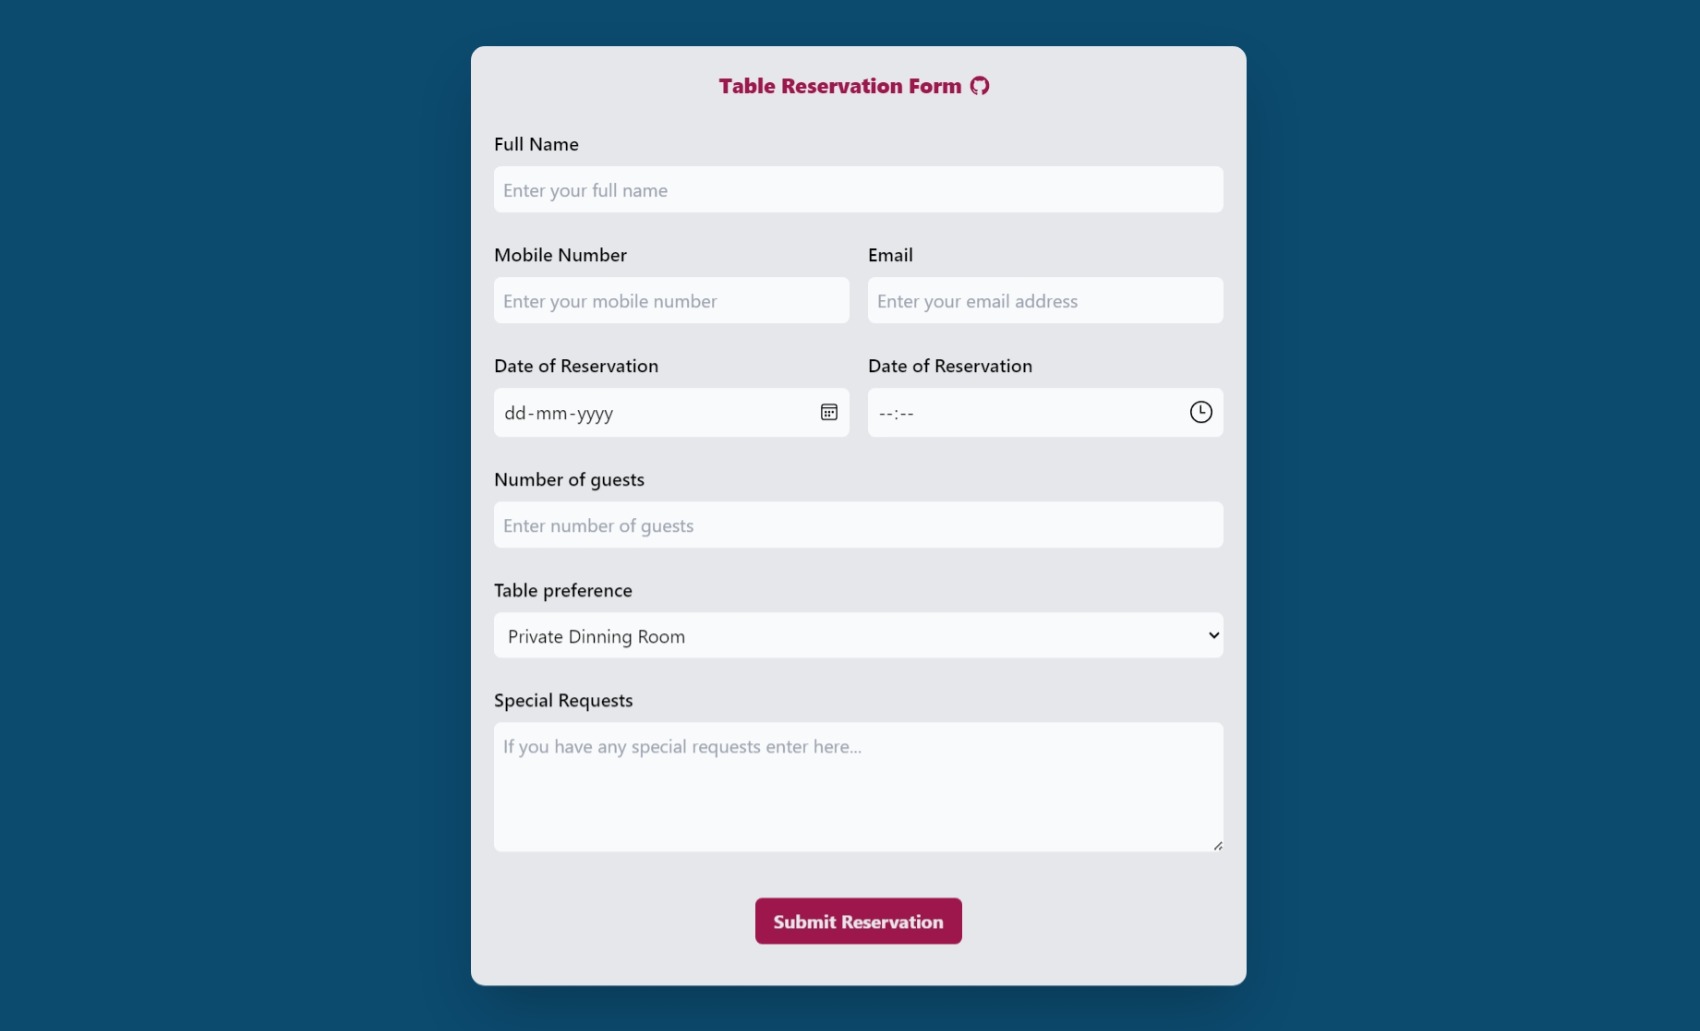 Table Reservation Form
Full Name
Enter your full name
Mobile Number
Email
Enter your mobile number
Enter your email address
Date of Reservation
Date of Reservation
dd-mm-yyyy
--:--
Number of guests
Enter number of guests
Table preference
Private Dinning Room
Special Requests
If you have any special requests enter here...
Submit Reservation